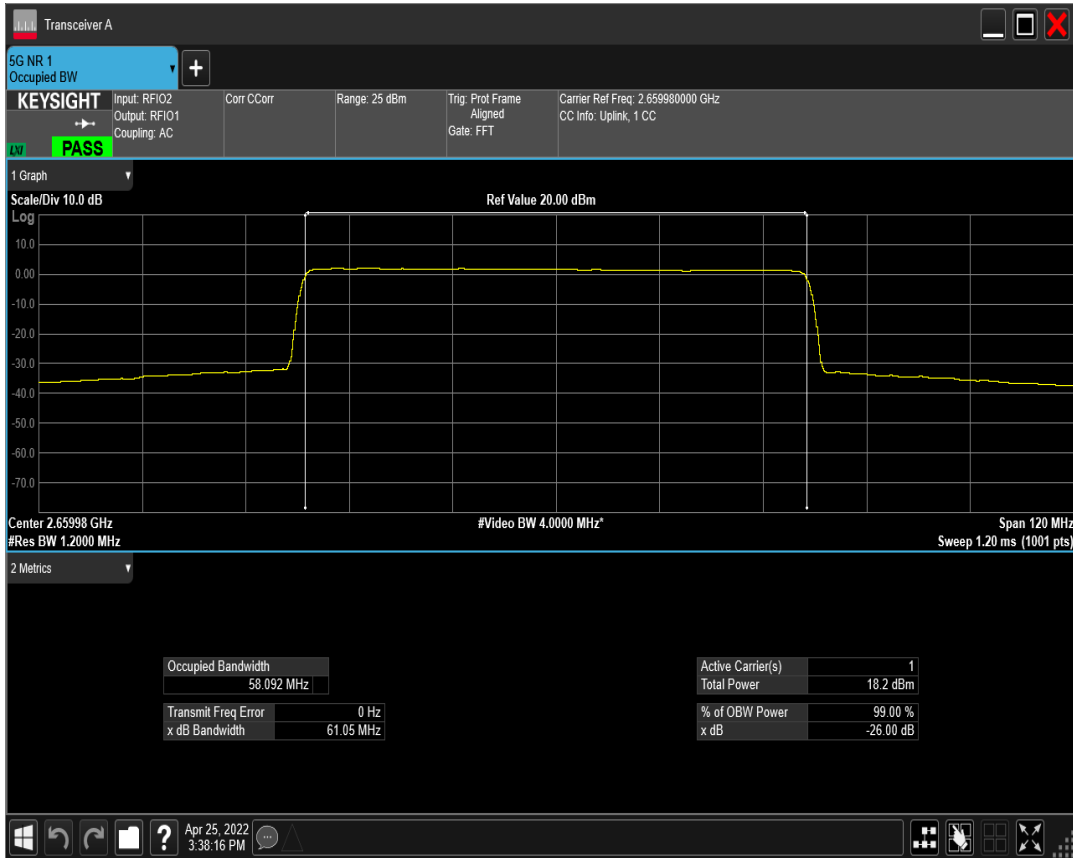 Transceiver A
5G NR 1
Occupied BW
+
KEYSIGHT
LXI
PASS
Input: RFIO2
Output: RFIO1
Coupling: AC
Corr CCorr
Range: 25 dBm
Trig: Prot Frame
Aligned
Gate: FFT
Carrier Ref Freq: 2.659980000 GHz
CC Info: Uplink, 1 CC
1 Graph
Scale/Div 10.0 dB
Ref Value 20.00 dBm
Log
10.0
0.00
-10.0
-20.0
-30.0
-40.0
-50.0
-60.0
-70.0
Center 2.65998 GHz
#Video BW 4.0000 MHz*
Span 120 MHz
#Res BW 1.2000 MHz
Sweep 1.20 ms (1001 pts)
2 Metrics
Occupied Bandwidth
58.092 MHz
Transmit Freq Error 0 Hz
x dB Bandwidth 61.05 MHz
Active Carrier(s) 1
Total Power 18.2 dBm
% of OBW Power 99.00 %
x dB -26.00 dB
?
Apr 25, 2022
3:38:16 PM